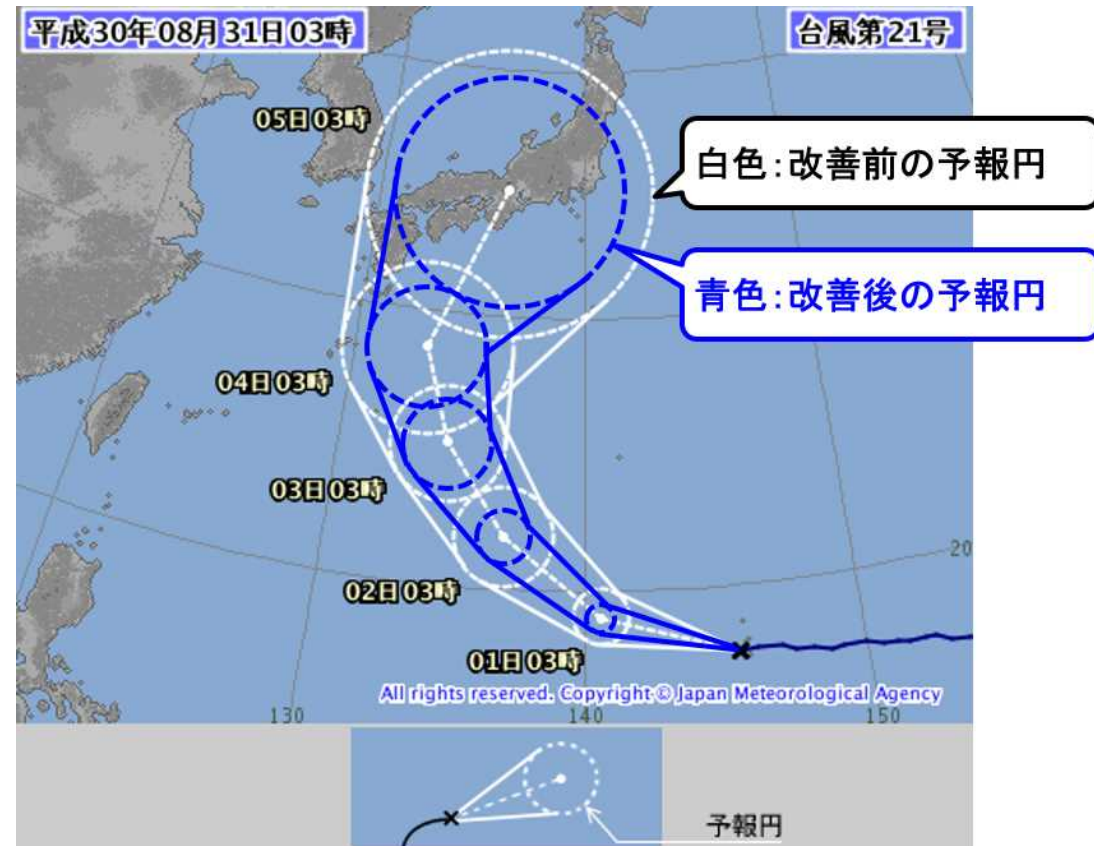 平成30年08月31日03時
台風第21号
05日03時
白色:改善前の予報円
青色:改善後の予報円
04日03時
03日03時
20
02日03時
01日03時
All rights reserved. Copyright © Japan Meteorological Agency
130
140
150
予報円